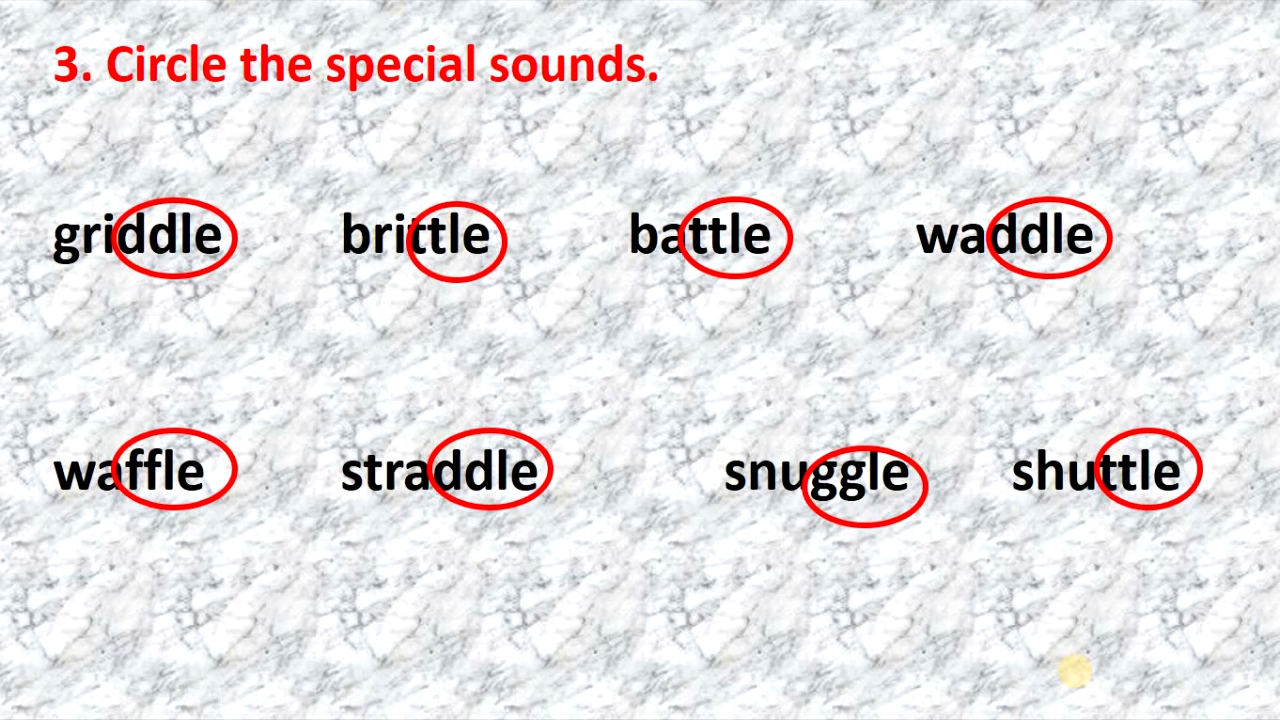 3. Circle the special sounds.
griddle brittle battle waddle
waffle straddle snuggle shuttle